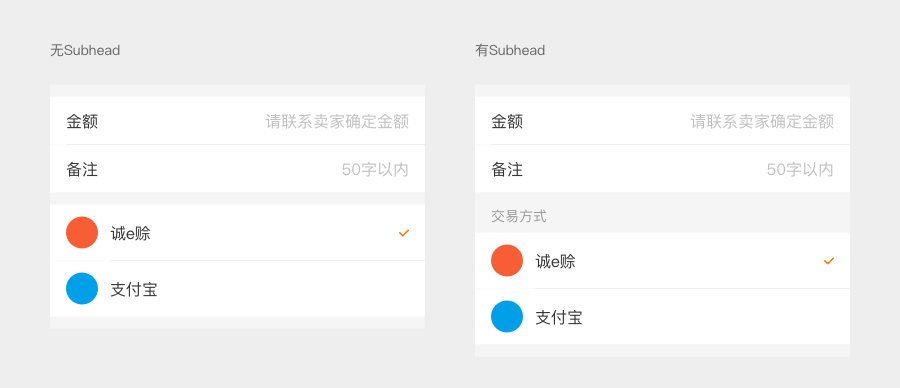 无Subhead
金额 请联系卖家确定金额
备注 50字以内
诚e赊
支付宝
有Subhead
金额 请联系卖家确定金额
备注 50字以内
交易方式
诚e赊
支付宝